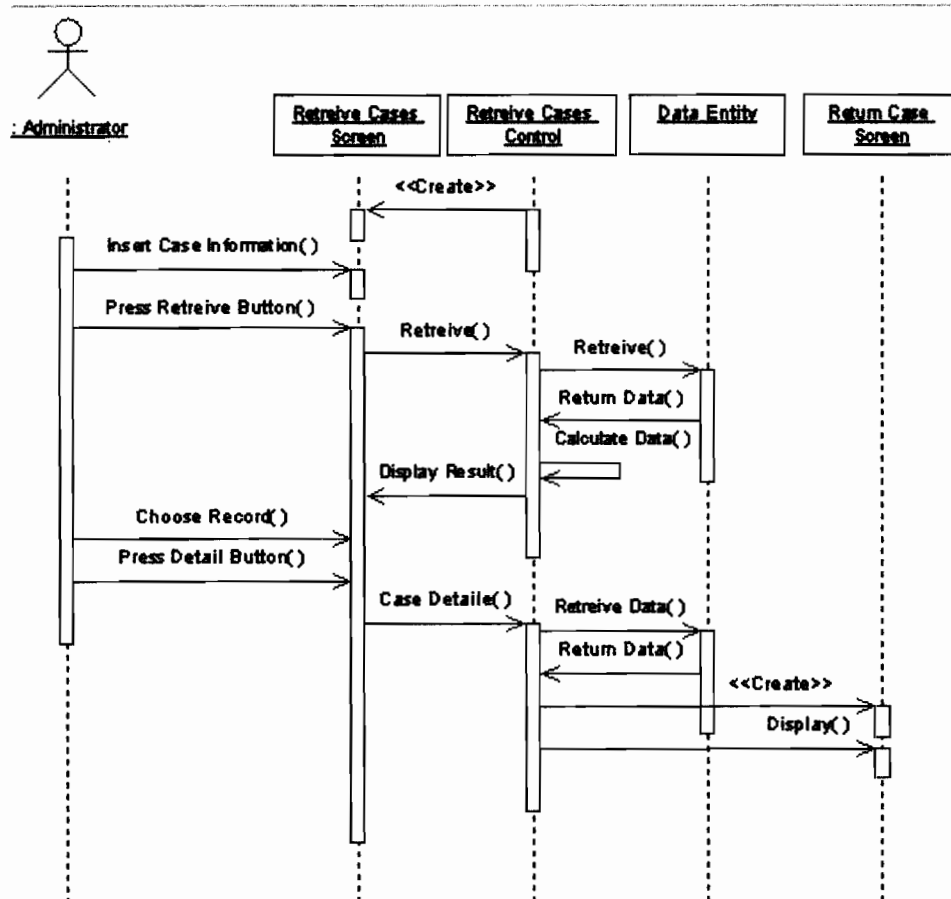 : Administrator
Retreive Cases
Screen
Retreive Cases
Control
Data Entity
Return Case
Screen
<<Create>>
Insert Case Information()
Press Retreive Button()
Retreive()
Retreive()
Return Data()
Calculate Data()
Display Result()
Choose Record()
Press Detail Button()
Case Detaile()
Retreive Data()
Return Data()
<<Create>>
Display()